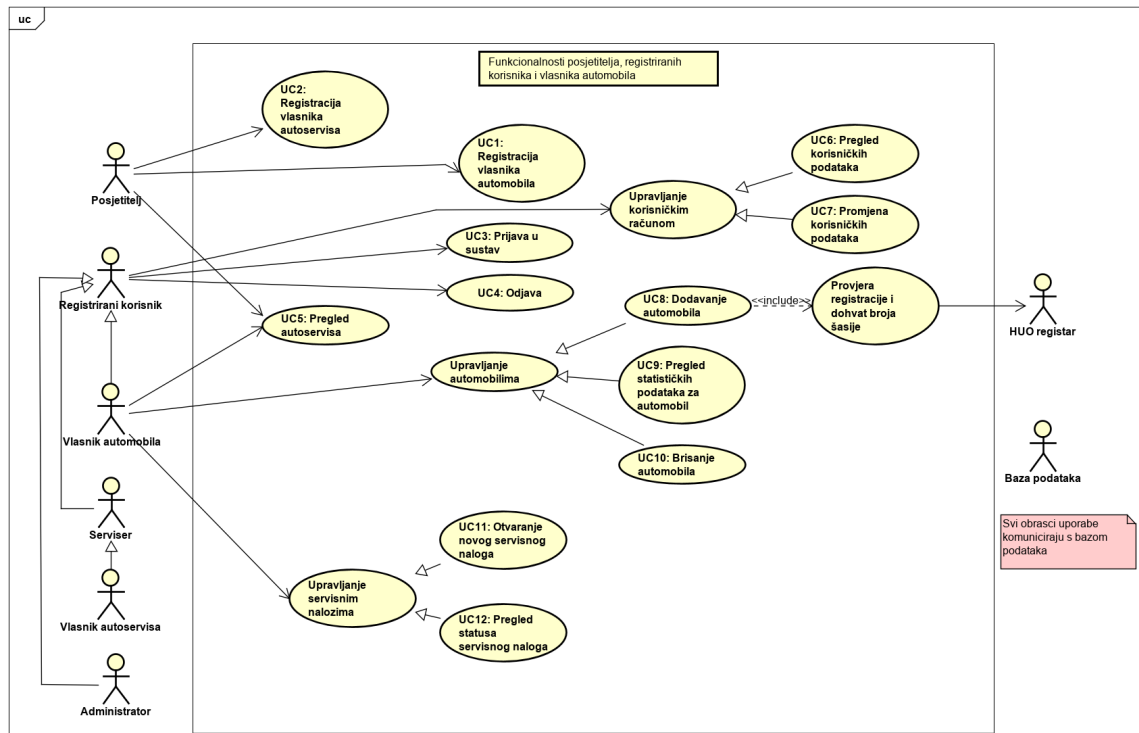 uc
Funkcionalnosti posjetitelja, registriranih
korisnika i vlasnika automobila
UC2:
Registracija
vlasnika
autoservisa
UC1:
Registracija
vlasnika
automobila
UC6: Pregled
korisničkih
podataka
Posjetitelj
Upravljanje
korisničkim
računom
UC7: Promjena
korisničkih
podataka
UC3: Prijava u
sustav
Registrirani korisnik
UC4: Odjava
UC8: Dodavanje
automobila
<<include>>
Provjera
registracije i
dohvat broja
šasije
HUO registar
UC5: Pregled
autoservisa
Upravljanje
automobilima
UC9: Pregled
statističkih
podataka za
automobil
Vlasnik automobila
UC10: Brisanje
automobila
Baza podataka
Serviser
UC11: Otvaranje
novog servisnog
naloga
Svi obrasci uporabe
komuniciraju s bazom
podataka
Upravljanje
servisnim
nalozima
Vlasnik autoservisa
UC12: Pregled
statusa
servisnog naloga
Administrator